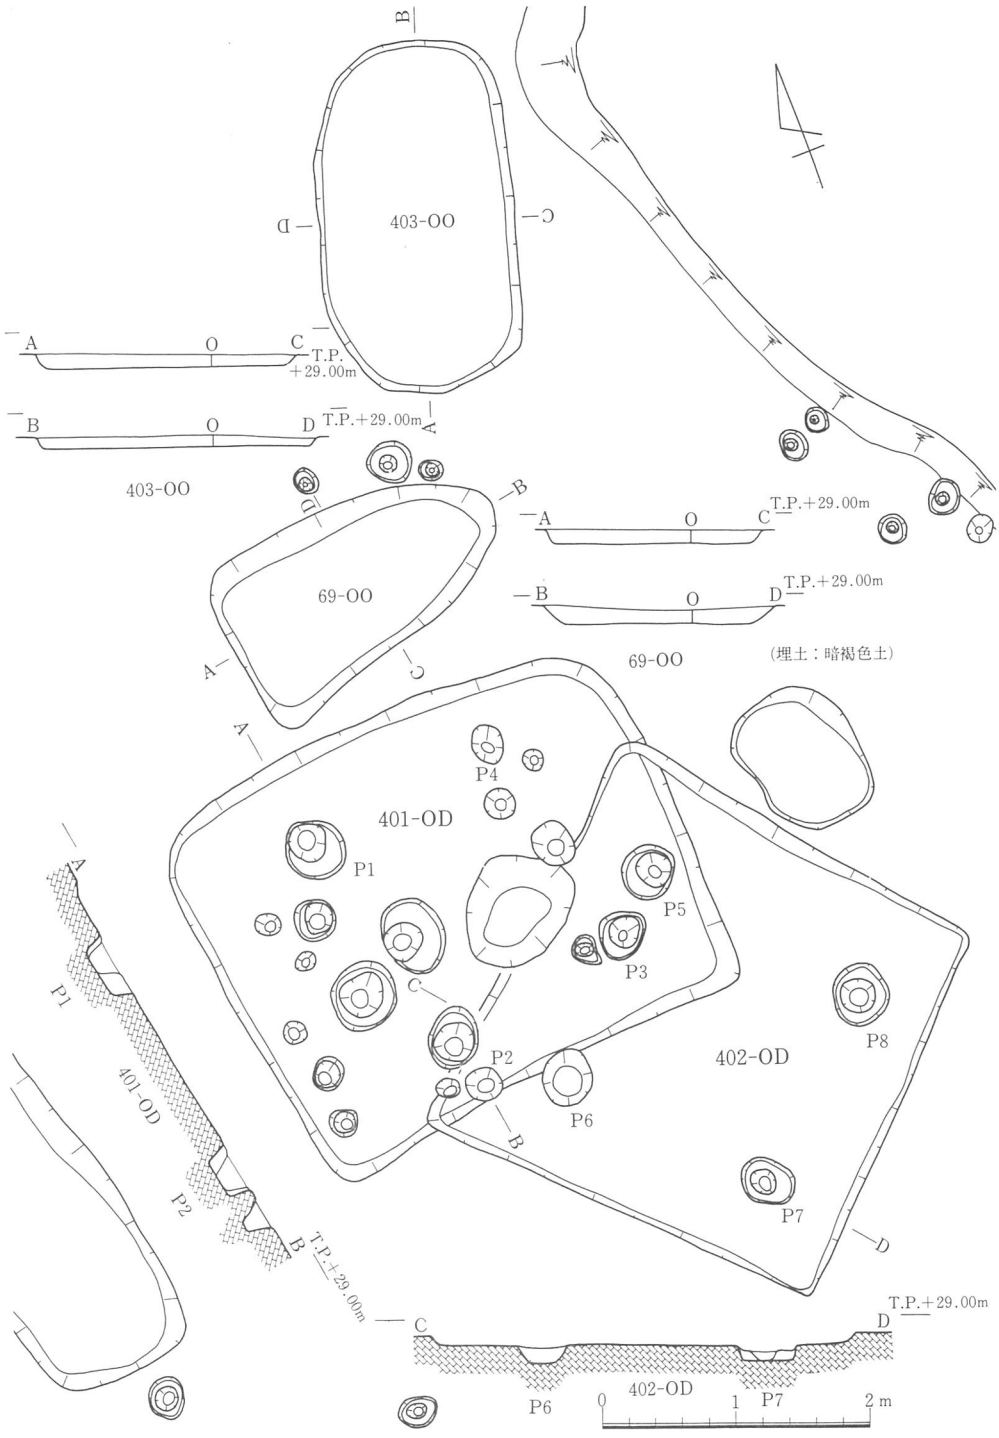 B
403-OO
D
C
A O C
T.P.
+29.00m
A
B O D
T.P.+29.00m
403-OO
D
B
69-OO
A
C
A O C
T.P.+29.00m
B O D
T.P.+29.00m
69-OO
(埋土:暗褐色土)
A
P4
401-OD
P1
P5
P3
C
P2
402-OD
P8
P6
B
P7
D
A
P1
401-OD
P2
B
T.P.+29.00m
C
D
T.P.+29.00m
P6
402-OD
P7
0 1 2 m